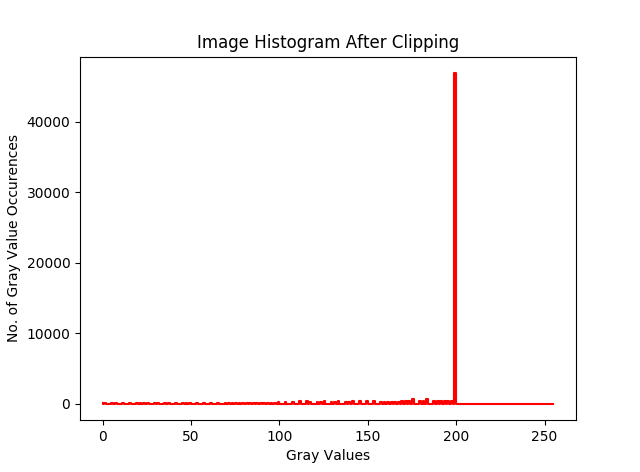 Image Histogram After Clipping
No. of Gray Value Occurences
40000
30000
20000
10000
0
0 50 100 150 200 250
Gray Values